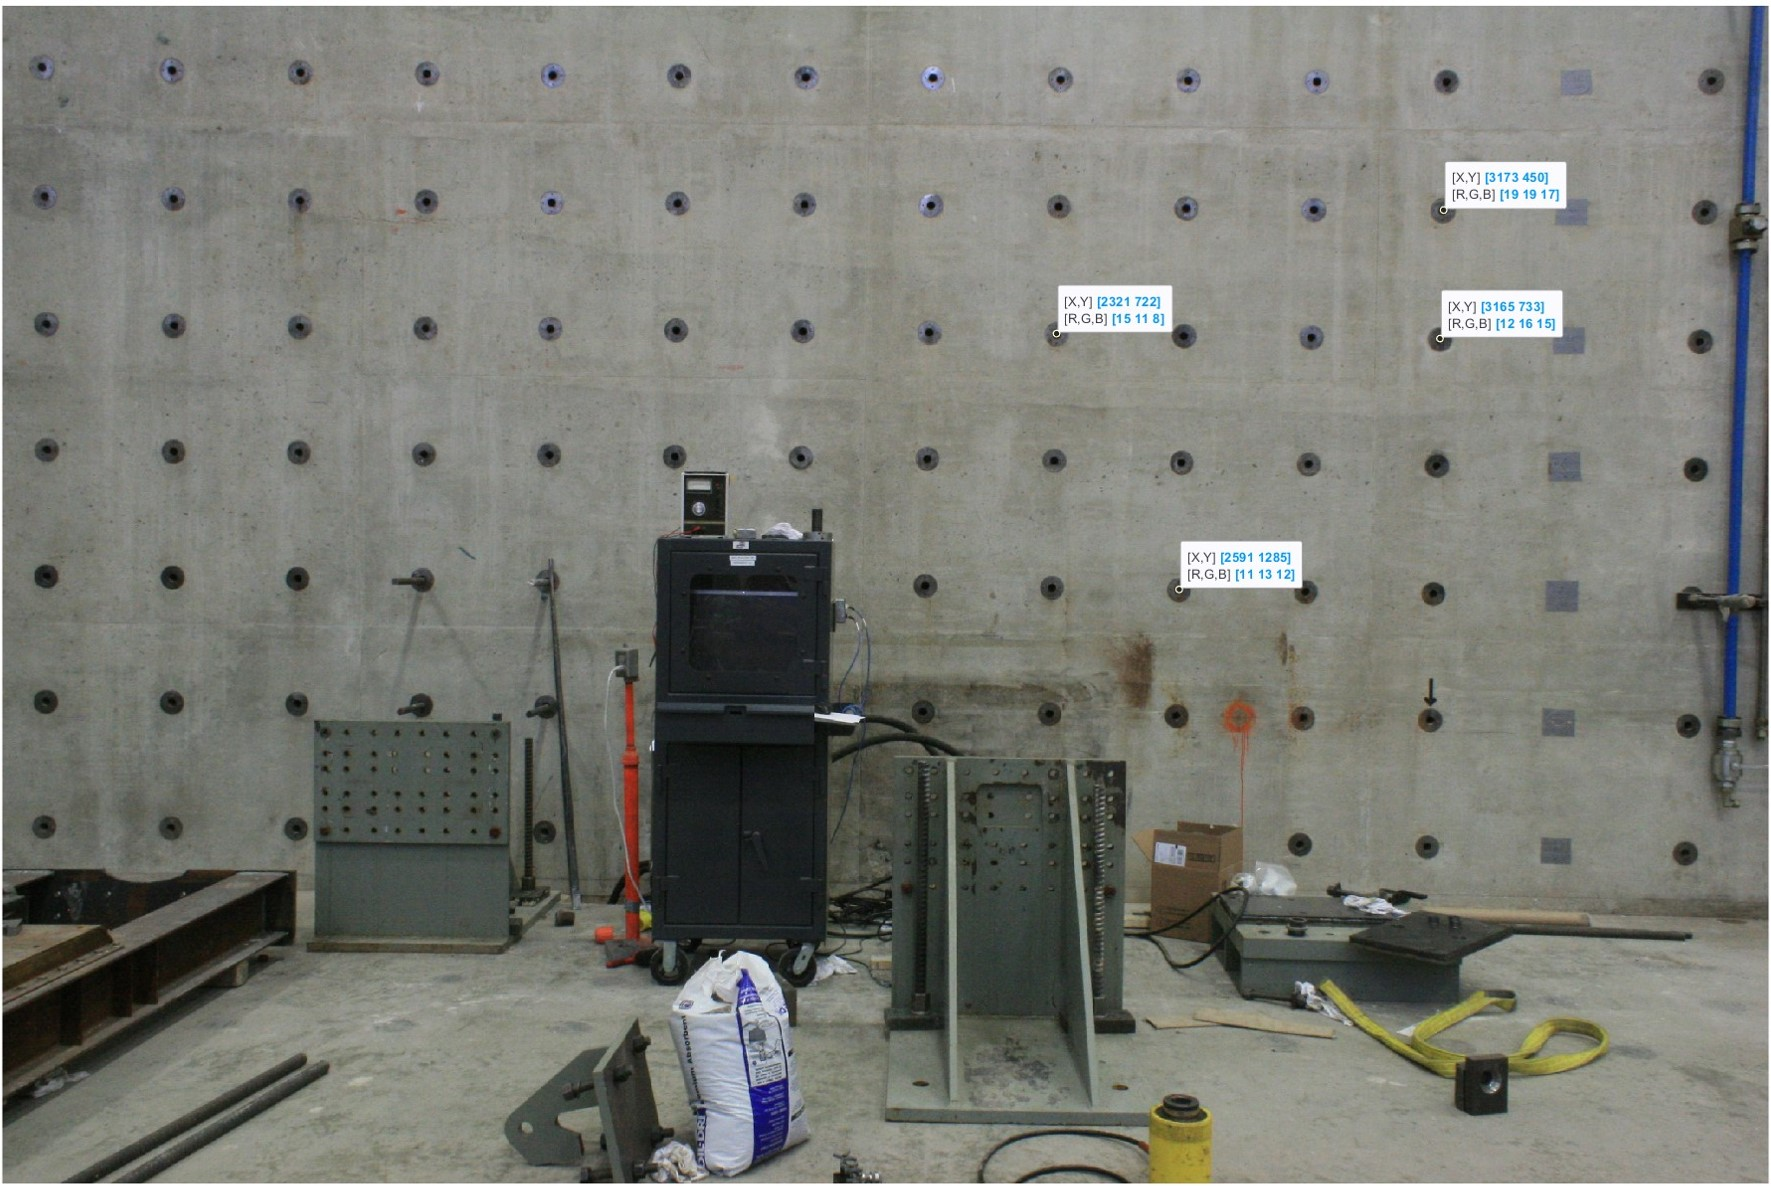 [X,Y] [3173 450]
[R,G,B] [19 19 17]
[X,Y] [2321 722]
[R,G,B] [15 11 8]
[X,Y] [3165 733]
[R,G,B] [12 16 15]
[X,Y] [2591 1285]
[R,G,B] [11 13 12]